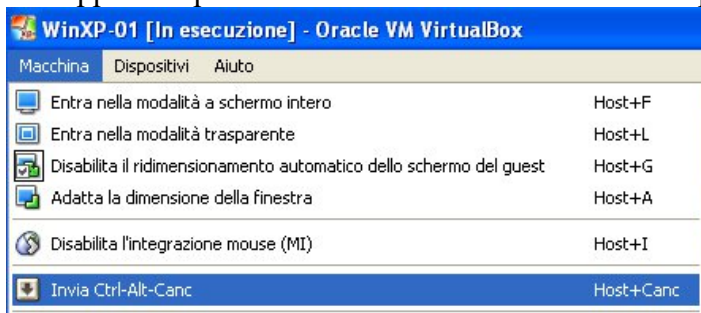 WinXP-01 [In esecuzione] - Oracle VM VirtualBox
Macchina Dispositivi Aiuto
Entra nella modalità a schermo intero Host+F
Entra nella modalità trasparente Host+L
Disabilita il ridimensionamento automatico dello schermo del guest Host+G
Adatta la dimensione della finestra Host+A
Disabilita l'integrazione mouse (MI) Host+I
Invia Ctrl-Alt-Canc Host+Canc